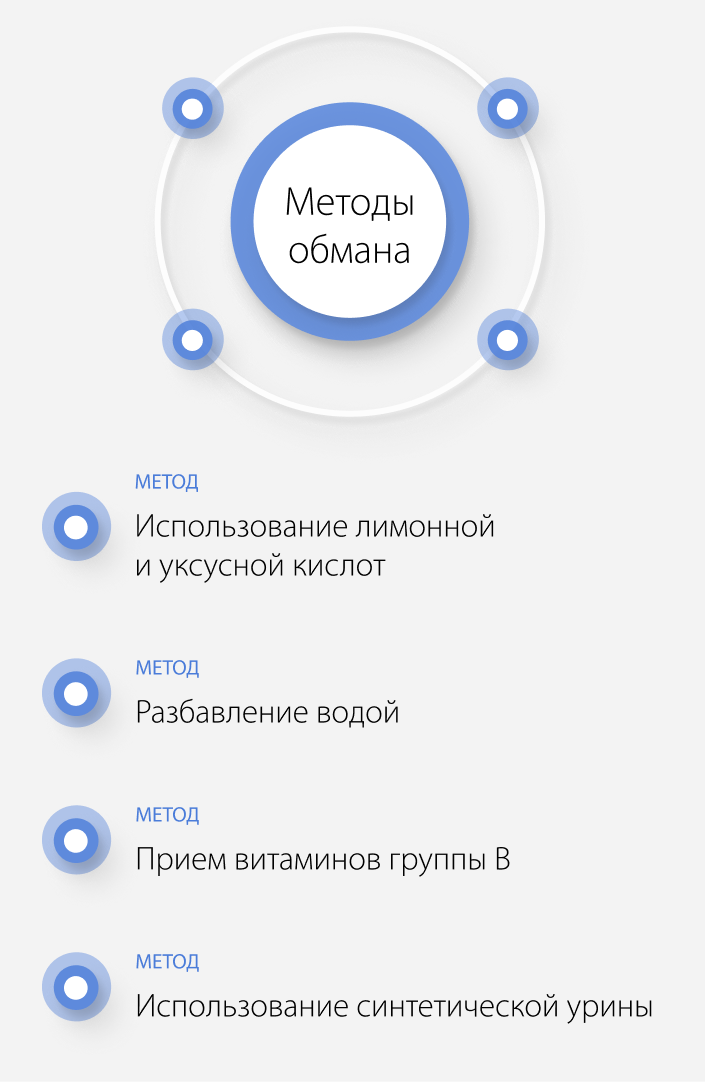 Методы
обмана
МЕТОД
Использование лимонной
и уксусной кислот
МЕТОД
Разбавление водой
МЕТОД
Прием витаминов группы В
МЕТОД
Использование синтетической урины